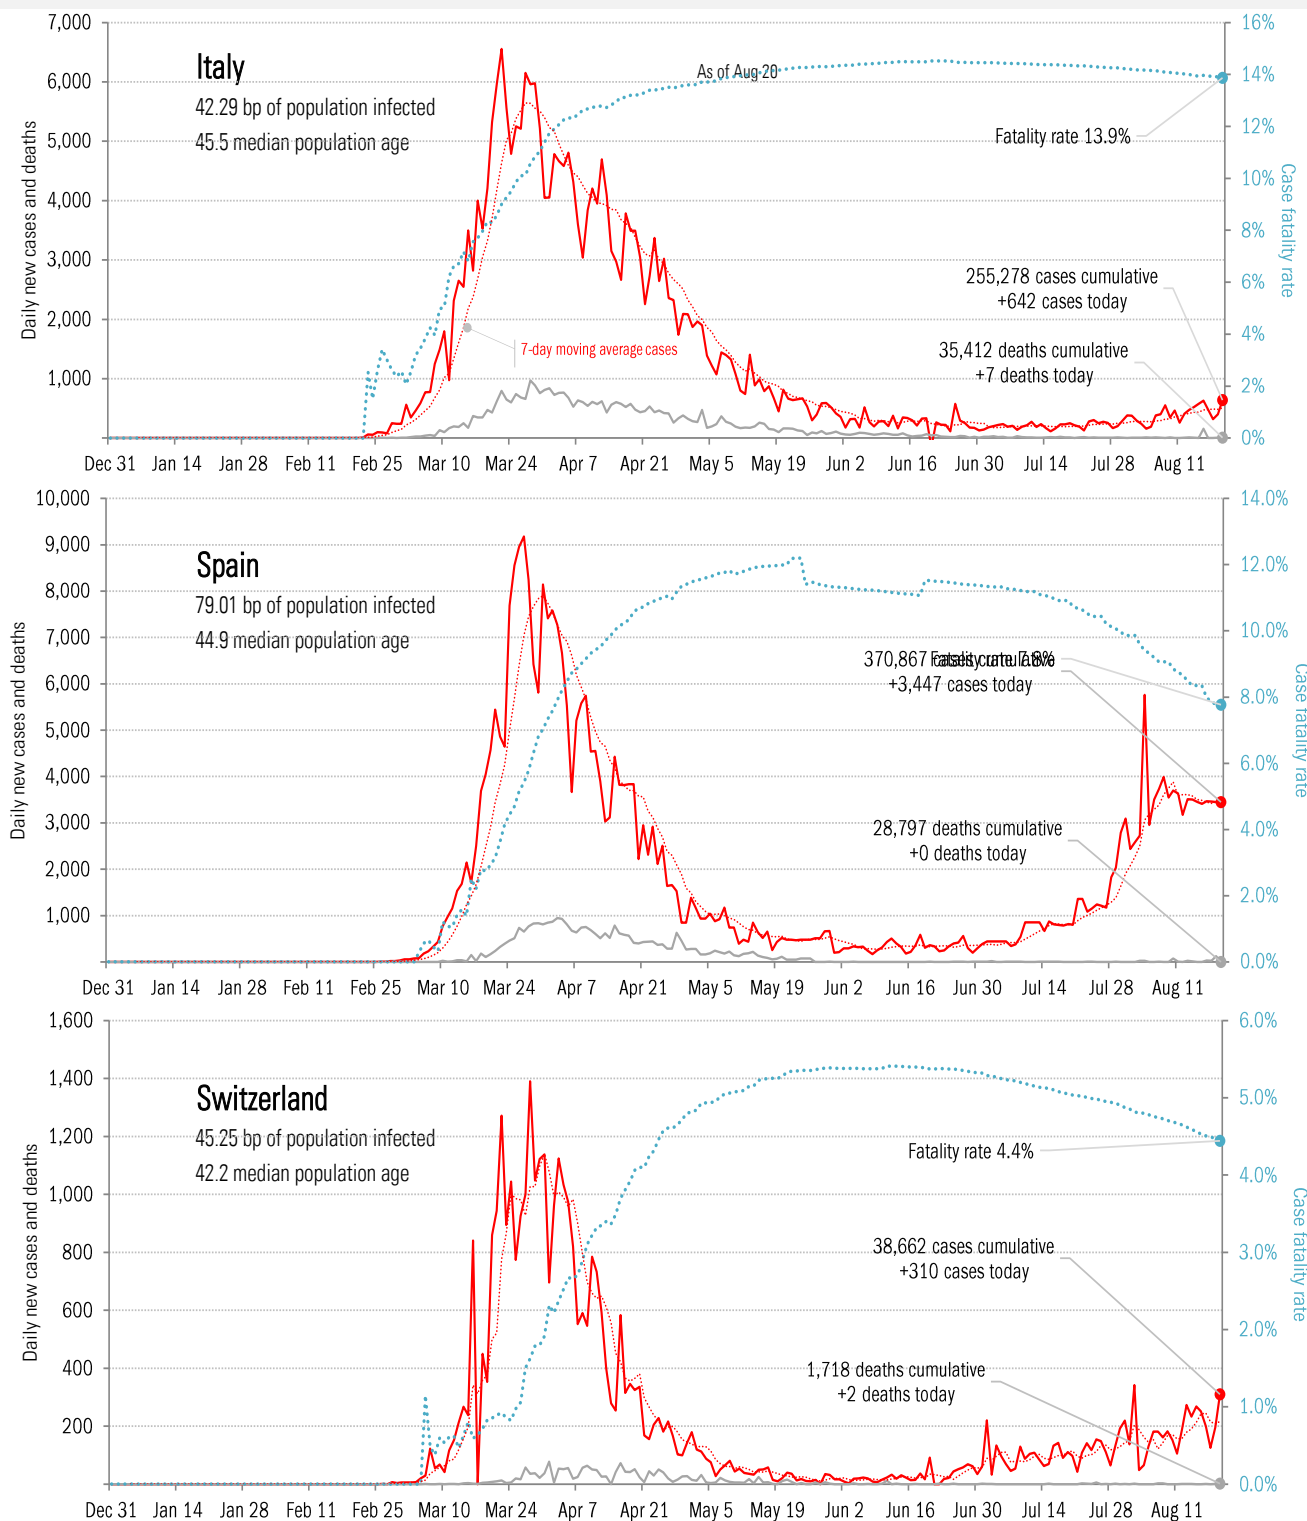 7,000
16%
Italy
As of Aug 20
6,000
14%
42.29 bp of population infected
Fatality rate 13.9%
5,000
12%
45.5 median population age
Daily new cases and deaths
4,000
10%
Case fatality rate
8%
3,000
255,278 cases cumulative
+642 cases today
6%
2,000
4%
7-day moving average cases
35,412 deaths cumulative
+7 deaths today
1,000
2%
0%
Dec 31 Jan 14 Jan 28 Feb 11 Feb 25 Mar 10 Mar 24 Apr 7 Apr 21 May 5 May 19 Jun 2 Jun 16 Jun 30 Jul 14 Jul 28 Aug 11
10,000
14.0%
9,000
Spain
12.0%
8,000
79.01 bp of population infected
10.0%
7,000
44.9 median population age
Daily new cases and deaths
370,867 cases cumulative
Fatality rate 7.8%
+3,447 cases today
6,000
8.0%
Case fatality rate
5,000
6.0%
4,000
3,000
4.0%
28,797 deaths cumulative
+0 deaths today
2,000
2.0%
1,000
0.0%
Dec 31 Jan 14 Jan 28 Feb 11 Feb 25 Mar 10 Mar 24 Apr 7 Apr 21 May 5 May 19 Jun 2 Jun 16 Jun 30 Jul 14 Jul 28 Aug 11
1,600
6.0%
1,400
Switzerland
5.0%
1,200
45.25 bp of population infected
Fatality rate 4.4%
42.2 median population age
4.0%
1,000
Daily new cases and deaths
Case fatality rate
800
38,662 cases cumulative
+310 cases today
3.0%
600
2.0%
400
1,718 deaths cumulative
+2 deaths today
1.0%
200
0.0%
Dec 31 Jan 14 Jan 28 Feb 11 Feb 25 Mar 10 Mar 24 Apr 7 Apr 21 May 5 May 19 Jun 2 Jun 16 Jun 30 Jul 14 Jul 28 Aug 11